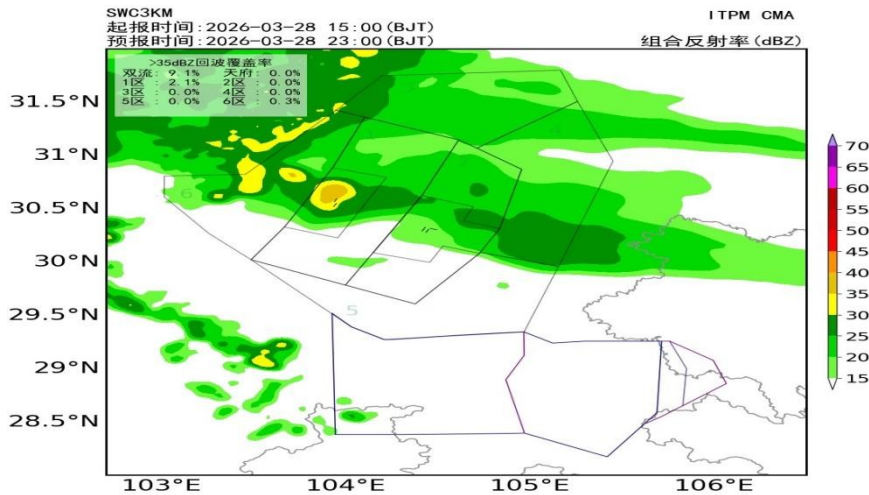 SWC3KM
ITPM CMA
起报时间:2026-03-28 15:00(BJT)
预报时间:2026-03-28 23:00(BJT)
组合反射率(dBZ)
>35dBZ回波覆盖率
双流: 9.1% 天府: 0.0%
1区 : 2.1% 2区 : 0.0%
3区 : 0.0% 4区 : 0.0%
5区 : 0.0% 6区 : 0.3%
31.5°N
31°N
30.5°N
30°N
29.5°N
29°N
28.5°N
4
6
5
103°E
104°E
105°E
106°E
70
65
60
55
50
45
40
35
30
25
20
15